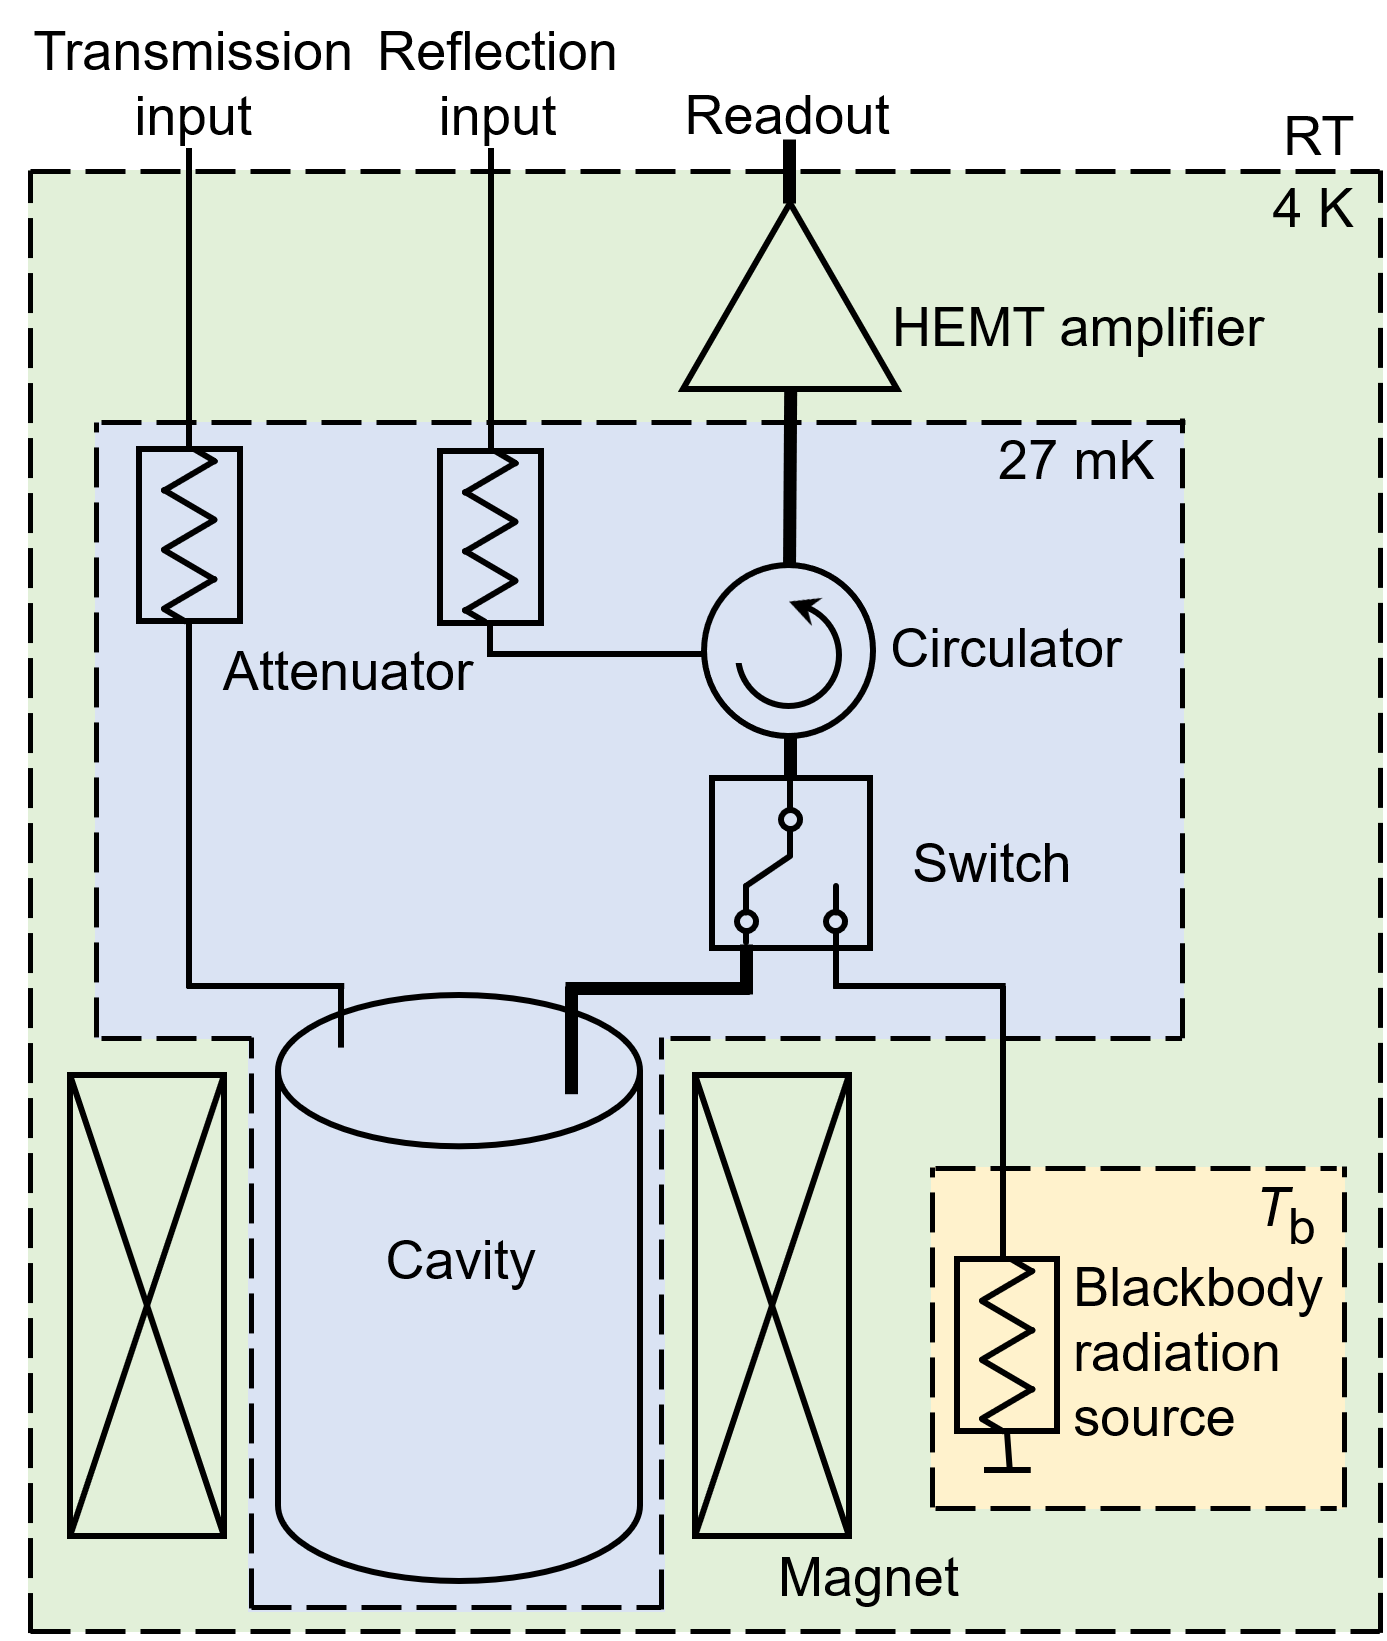 Transmission
input
Reflection
input
Readout
RT
4 K
HEMT amplifier
27 mK
Attenuator
Circulator
Switch
Cavity
Tb
Blackbody
radiation
source
Magnet